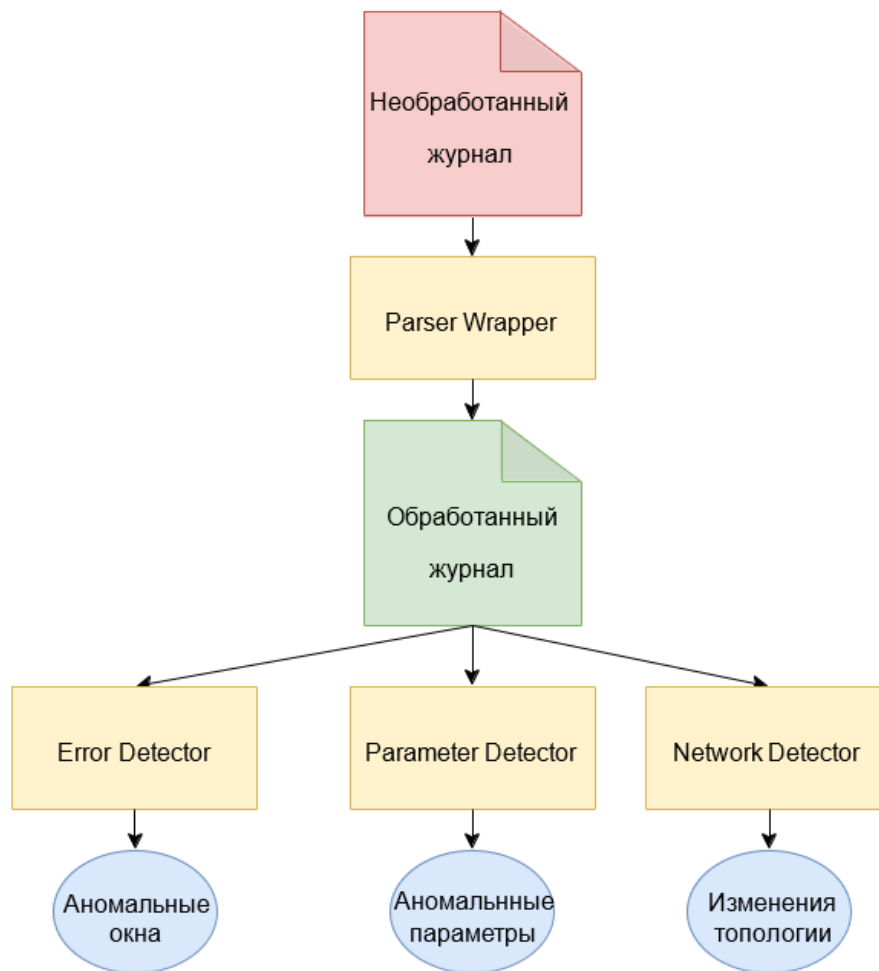 Необработанный
журнал
Parser Wrapper
Обработанный
журнал
Error Detector
Parameter Detector
Network Detector
Аномальные
окна
Аномальнные
параметры
Изменения
топологии